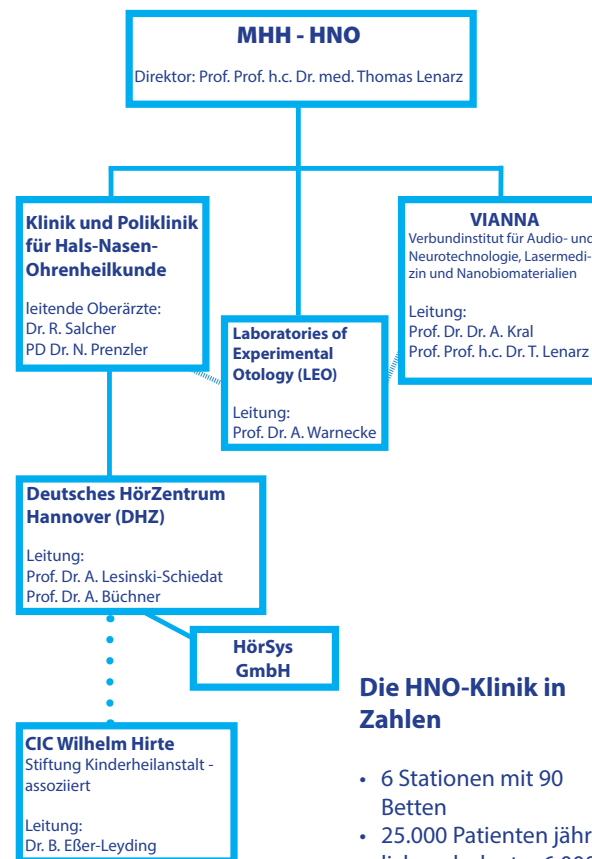 MHH - HNO
Direktor: Prof. Prof. h.c. Dr. med. Thomas Lenarz
Klinik und Poliklinik
für Hals-Nasen-
Ohrenheilkunde
leitende Oberärzte:
Dr. R. Salcher
PD Dr. N. Prenzler
Laboratories of
Experimental
Otology (LEO)
Leitung:
Prof. Dr. A. Warnecke
VIANNA
Verbundinstitut für Audio- und
Neurotechnologie, Lasermedi-
zin und Nanobiomaterialien
Leitung:
Prof. Dr. Dr. A. Kral
Prof. Prof. h.c. Dr. T. Lenarz
Deutsches HörZentrum
Hannover (DHZ)
Leitung:
Prof. Dr. A. Lesinski-Schiedat
Prof. Dr. A. Büchner
HörSys
GmbH
CIC Wilhelm Hirte
Stiftung Kinderheilanstalt -
assoziiert
Leitung:
Dr. B. Eßer-Leyding
Die HNO-Klinik in
Zahlen
• 6 Stationen mit 90
Betten
• 25.000 Patienten jähr